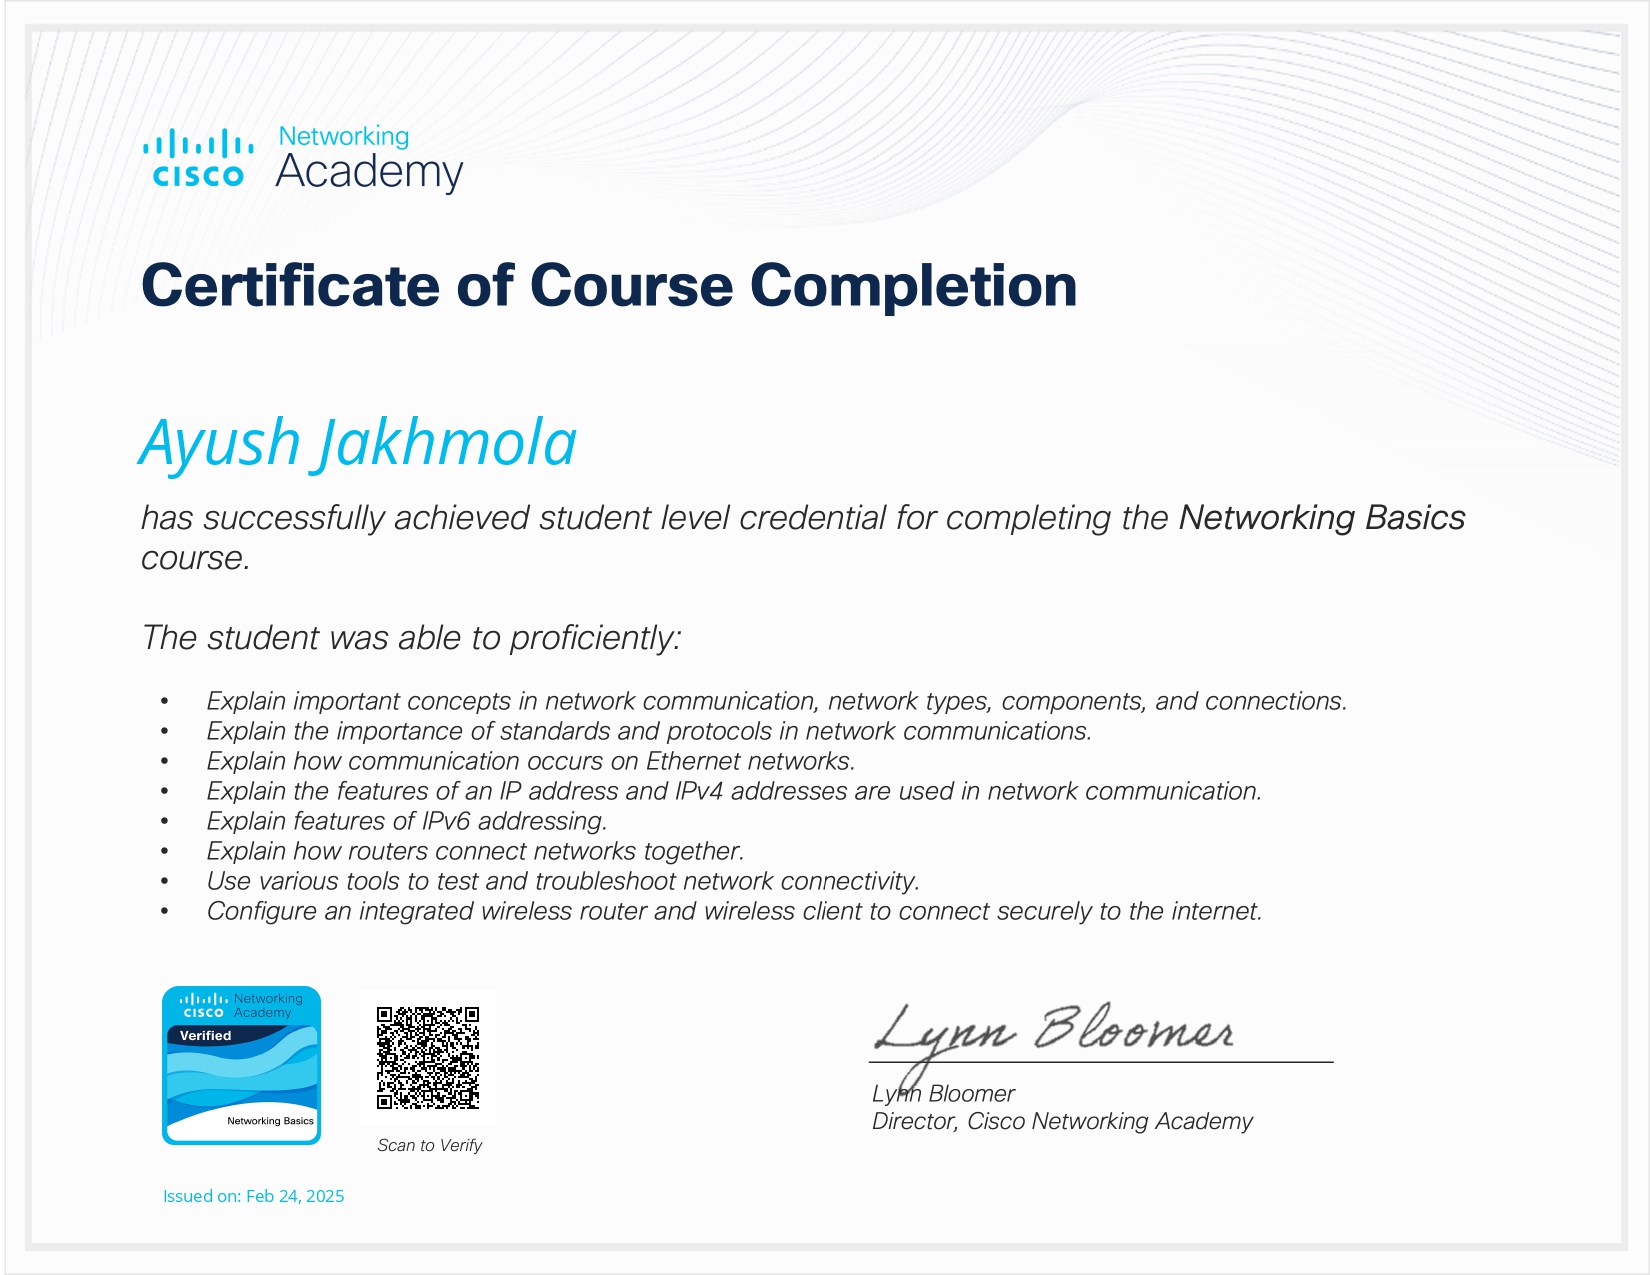 Networking
CISCO Academy
Certificate of Course Completion
Ayush Jakhmola
has successfully achieved student level credential for completing the Networking Basics
course.
The student was able to proficiently:
• Explain important concepts in network communication, network types, components, and connections.
• Explain the importance of standards and protocols in network communications.
• Explain how communication occurs on Ethernet networks.
• Explain the features of an IP address and IPv4 addresses are used in network communication.
• Explain features of IPv6 addressing.
• Explain how routers connect networks together.
• Use various tools to test and troubleshoot network connectivity.
• Configure an integrated wireless router and wireless client to connect securely to the internet.
Networking
CISCO Academy
Verified
Networking Basics
Scan to Verify
Lynn Bloomer
Lynn Bloomer
Director, Cisco Networking Academy
Issued on: Feb 24, 2025